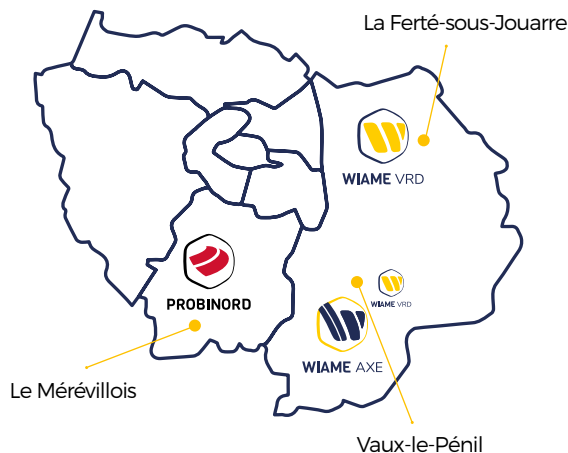 La Ferté-sous-Jouarre
WIAME VRD
PROBINORD
WIAME VRD
WIAME AXE
Le Mérévillois
Vaux-le-Pénil